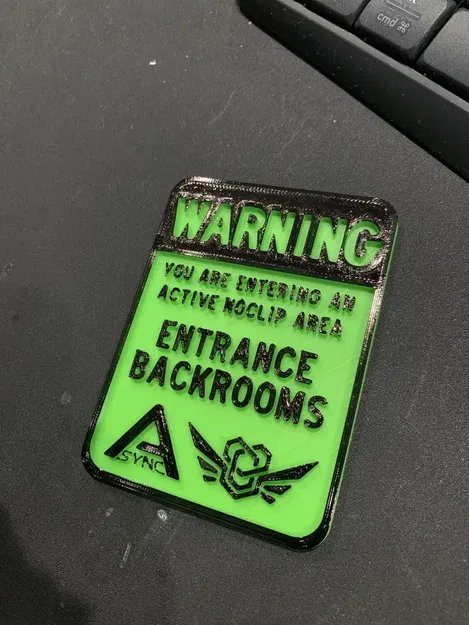 cmd ⌘
WARNING
YOU ARE ENTERING AN
ACTIVE NOCLIP AREA
ENTRANCE
BACKROOMS
A
SYNC